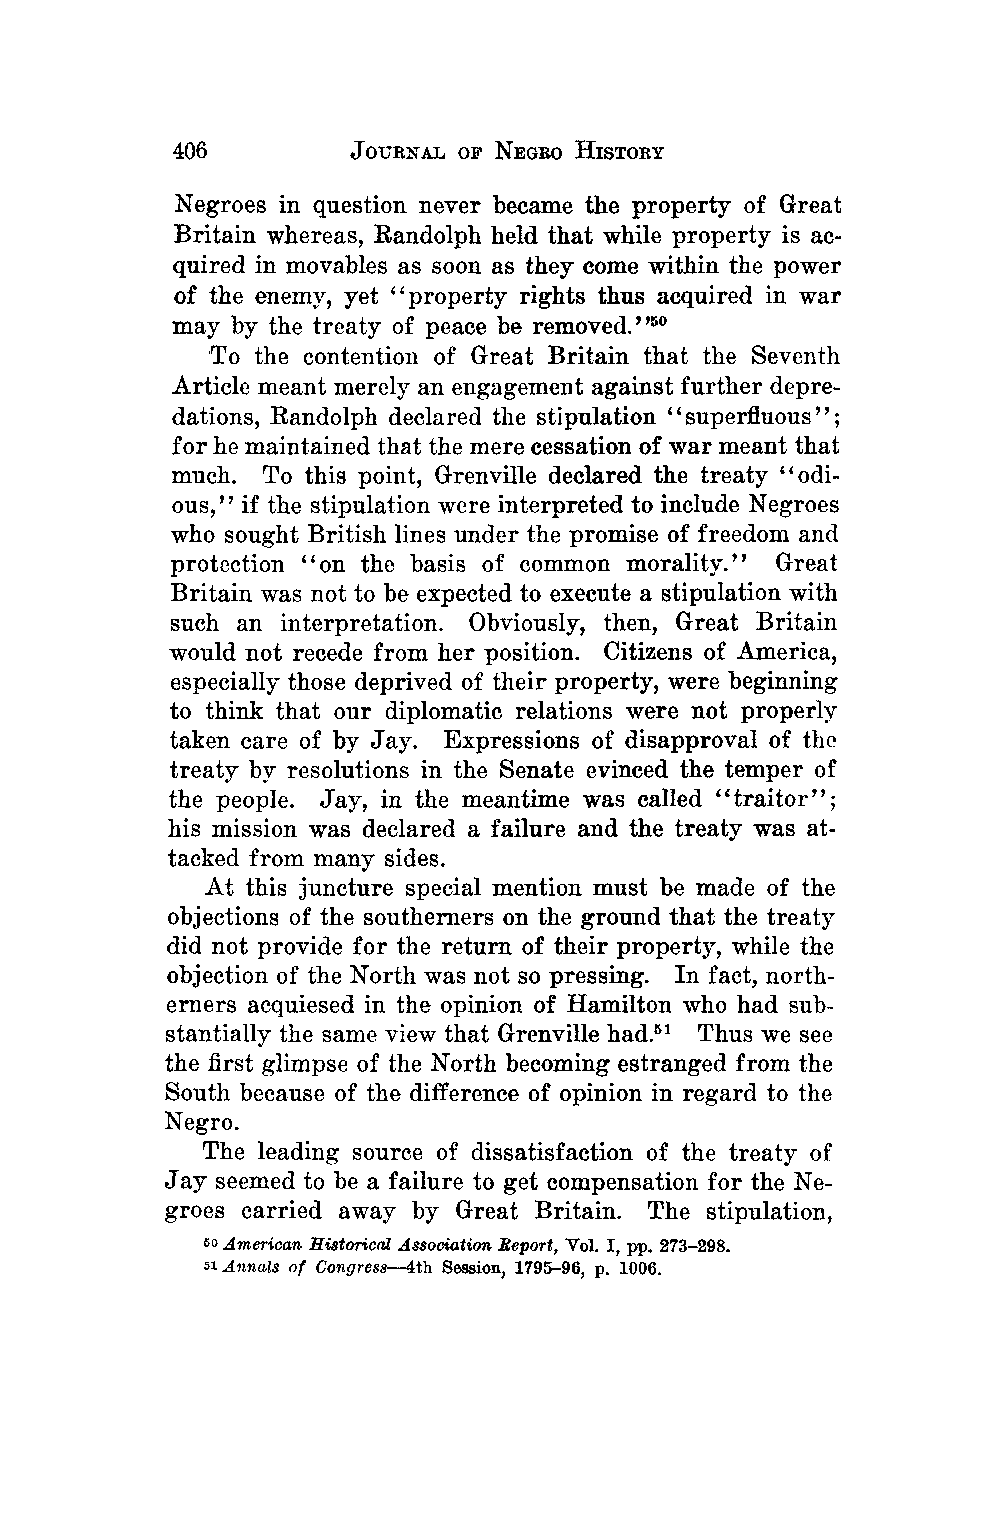 406 JOURNAL OF NEGRO HISTORY
Negroes in question never became the property of Great
Britain whereas, Randolph held that while property is ac-
quired in movables as soon as they come within the power
of the enemy, yet ‘‘property rights thus acquired in war
may by the treaty of peace be removed.’’50
To the contention of Great Britain that the Seventh
Article meant merely an engagement against further depre-
dations, Randolph declared the stipulation ‘‘superfluous’’;
for he maintained that the mere cessation of war meant that
much. To this point, Grenville declared the treaty ‘‘odi-
ous,’’ if the stipulation were interpreted to include Negroes
who sought British lines under the promise of freedom and
protection ‘‘on the basis of common morality.’’ Great
Britain was not to be expected to execute a stipulation with
such an interpretation. Obviously, then, Great Britain
would not recede from her position. Citizens of America,
especially those deprived of their property, were beginning
to think that our diplomatic relations were not properly
taken care of by Jay. Expressions of disapproval of the
treaty by resolutions in the Senate evinced the temper of
the people. Jay, in the meantime was called ‘‘traitor’’;
his mission was declared a failure and the treaty was at-
tacked from many sides.
At this juncture special mention must be made of the
objections of the southerners on the ground that the treaty
did not provide for the return of their property, while the
objection of the North was not so pressing. In fact, north-
erners acquiesed in the opinion of Hamilton who had sub-
stantially the same view that Grenville had.51 Thus we see
the first glimpse of the North becoming estranged from the
South because of the difference of opinion in regard to the
Negro.
The leading source of dissatisfaction of the treaty of
Jay seemed to be a failure to get compensation for the Ne-
groes carried away by Great Britain. The stipulation,
50 American Historical Association Report, Vol. I, pp. 273–298.
51 Annals of Congress—4th Session, 1795–96, p. 1006.